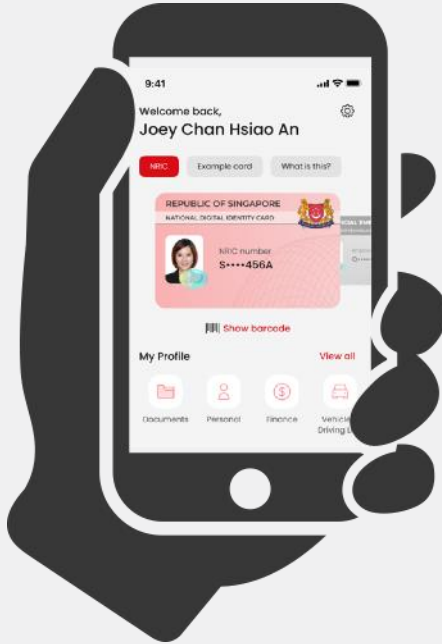 9:41
Welcome back,
Joey Chan Hsiao An
NRIC
Example card
What is this?
REPUBLIC OF SINGAPORE
NATIONAL DIGITAL IDENTITY CARD
NRIC number
S••••456A
Show barcode
My Profile
View all
Documents
Personal
Finance
Vehicle
Driving